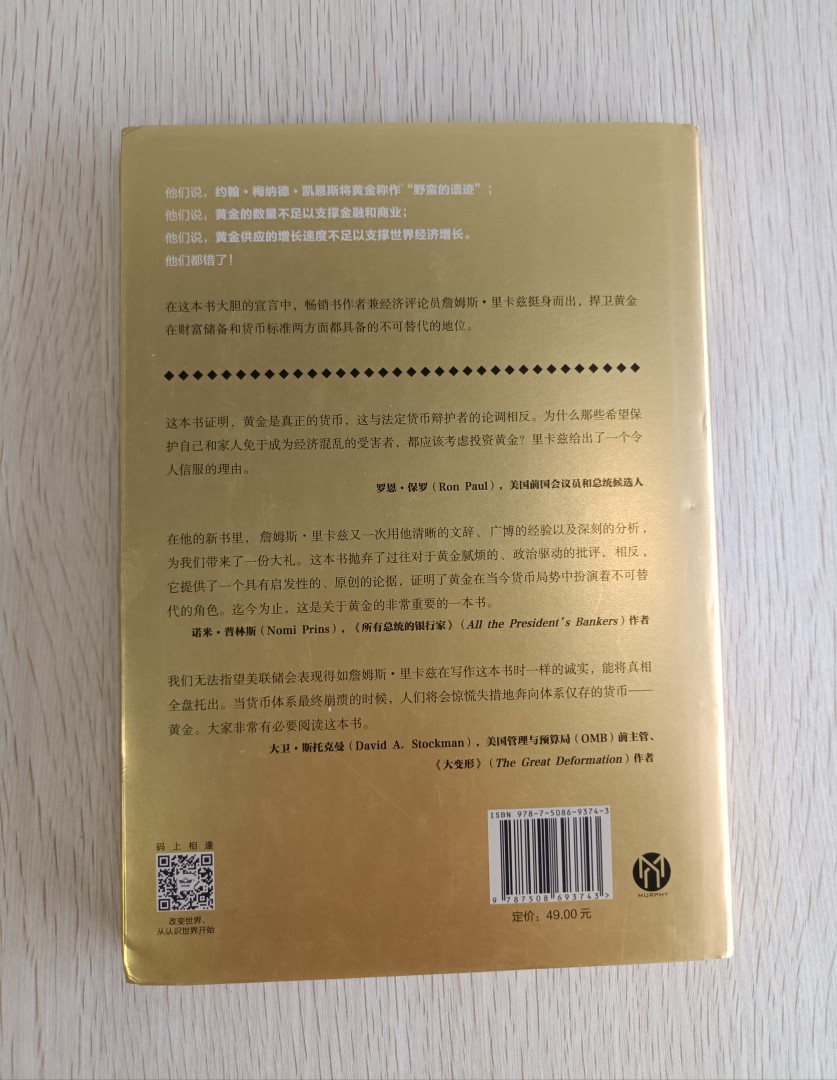 他们说，约翰·梅纳德·凯恩斯将黄金称作“野蛮的遗迹”；
他们说，黄金的数量不足以支撑金融和商业；
他们说，黄金供应的增长速度不足以支撑世界经济增长。
他们都错了！
在这本书大胆的宣言中，畅销书作者兼经济评论员詹姆斯·里卡兹挺身而出，捍卫黄金
在财富储备和货币标准两方面都具备的不可替代的地位。
这本书证明，黄金是真正的货币，这与法定货币辩护者的论调相反。为什么那些希望保
护自己和家人免于成为经济混乱的受害者，都应该考虑投资黄金？里卡兹给出了一个令
人信服的理由。
罗恩·保罗（Ron Paul），美国前国会议员和总统候选人
在他的新书里，詹姆斯·里卡兹又一次用他清晰的文辞、广博的经验以及深刻的分析，
为我们带来了一份大礼。这本书抛弃了过往对于黄金腻烦的、政治驱动的批评，相反，
它提供了一个具有启发性的、原创的论据，证明了黄金在当今货币局势中扮演着不可替
代的角色。迄今为止，这是关于黄金的非常重要的一本书。
诺米·普林斯（Nomi Prins），《所有总统的银行家》（All the President's Bankers）作者
我们无法指望美联储会表现得如詹姆斯·里卡兹在写作这本书时一样的诚实，能将真相
全盘托出。当货币体系最终崩溃的时候，人们将会惊慌失措地奔向体系仅存的货币——
黄金。大家非常有必要阅读这本书。
大卫·斯托克曼（David A. Stockman），美国管理与预算局（OMB）前主管、
《大变形》（The Great Deformation）作者
ISBN 978-7-5086-9374-3
9 787508 693743 >
定价：49.00元
MURPHY
码上相逢
改变世界，
从认识世界开始